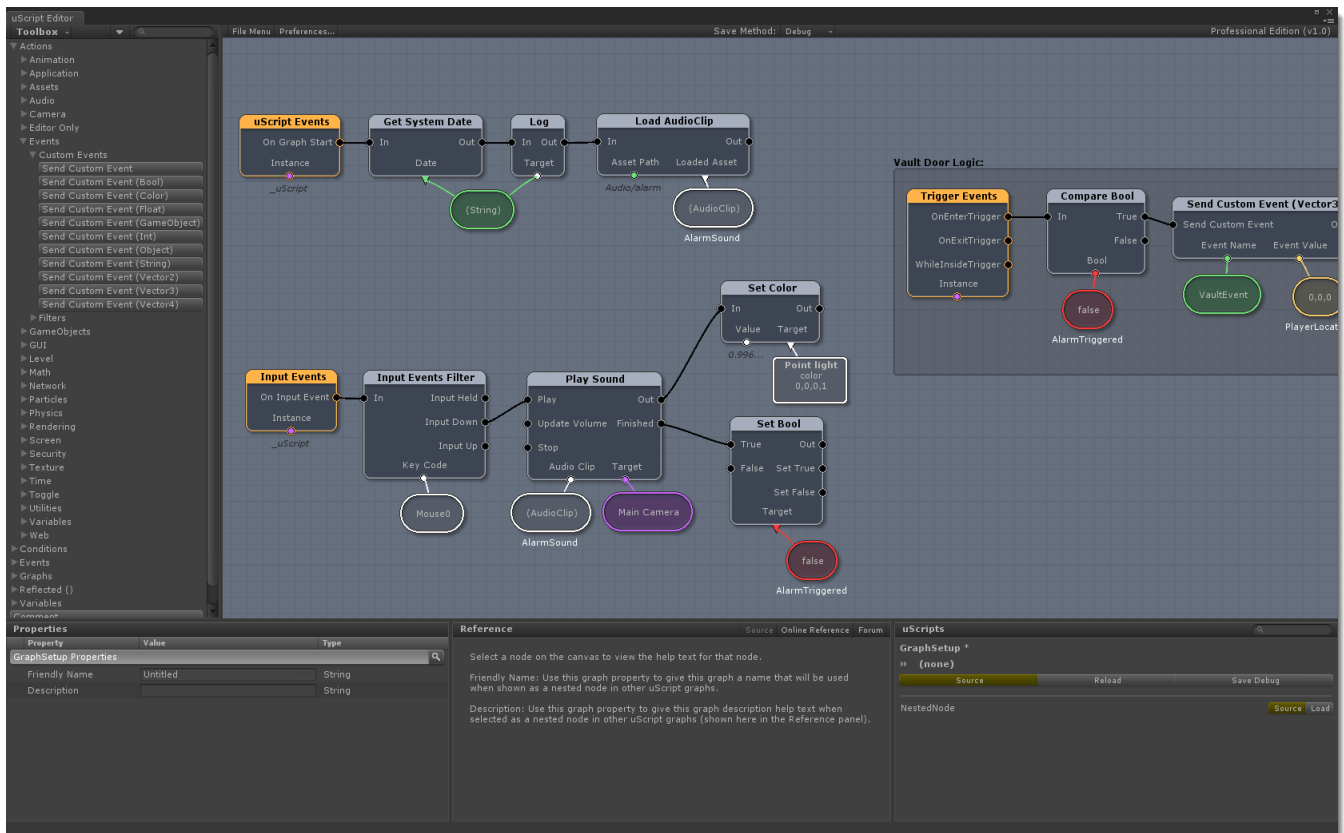 uScript Editor
Toolbox
File Menu Preferences...
Save Method: Debug
Professional Edition (v1.0)
Actions
Animation
Application
Assets
Audio
Camera
Editor Only
Events
Custom Events
Send Custom Event
Send Custom Event (Bool)
Send Custom Event (Color)
Send Custom Event (Float)
Send Custom Event (GameObject)
Send Custom Event (Int)
Send Custom Event (Object)
Send Custom Event (String)
Send Custom Event (Vector2)
Send Custom Event (Vector3)
Send Custom Event (Vector4)
Filters
GameObjects
GUI
Level
Math
Network
Particles
Physics
Rendering
Screen
Security
Texture
Time
Toggle
Utilities
Variables
Web
Conditions
Events
Graphs
Reflected ()
Variables
Comment
uScript Events
On Graph Start
Instance
_uScript
Get System Date
In Out
Date
(String)
Log
In Out
Target
Load AudioClip
In Out
Asset Path Loaded Asset
Audio/alarm
(AudioClip)
AlarmSound
Vault Door Logic:
Trigger Events
OnEnterTrigger
OnExitTrigger
WhileInsideTrigger
Instance
Compare Bool
In True
False
Bool
false
AlarmTriggered
Send Custom Event (Vector3
Send Custom Event O
Event Name Event Value
VaultEvent
0,0,0
PlayerLocat
Set Color
In Out
Value Target
0.996...
Point light
color
0,0,0,1
Input Events
On Input Event
Instance
_uScript
Input Events Filter
In Input Held
Input Down
Input Up
Key Code
Mouse0
Play Sound
Play Out
Update Volume Finished
Stop
Audio Clip Target
(AudioClip)
AlarmSound
Main Camera
Set Bool
True Out
False Set True
Set False
Target
false
AlarmTriggered
Properties
Property Value Type
GraphSetup Properties
Friendly Name Untitled String
Description String
Reference
Source Online Reference Forum
Select a node on the canvas to view the help text for that node.
Friendly Name: Use this graph property to give this graph a name that will be used
when shown as a nested node in other uScript graphs.
Description: Use this graph property to give this graph description help text when
selected as a nested node in other uScript graphs (shown here in the Reference panel).
uScripts
GraphSetup *
(none)
Source Reload Save Debug
NestedNode Source Load